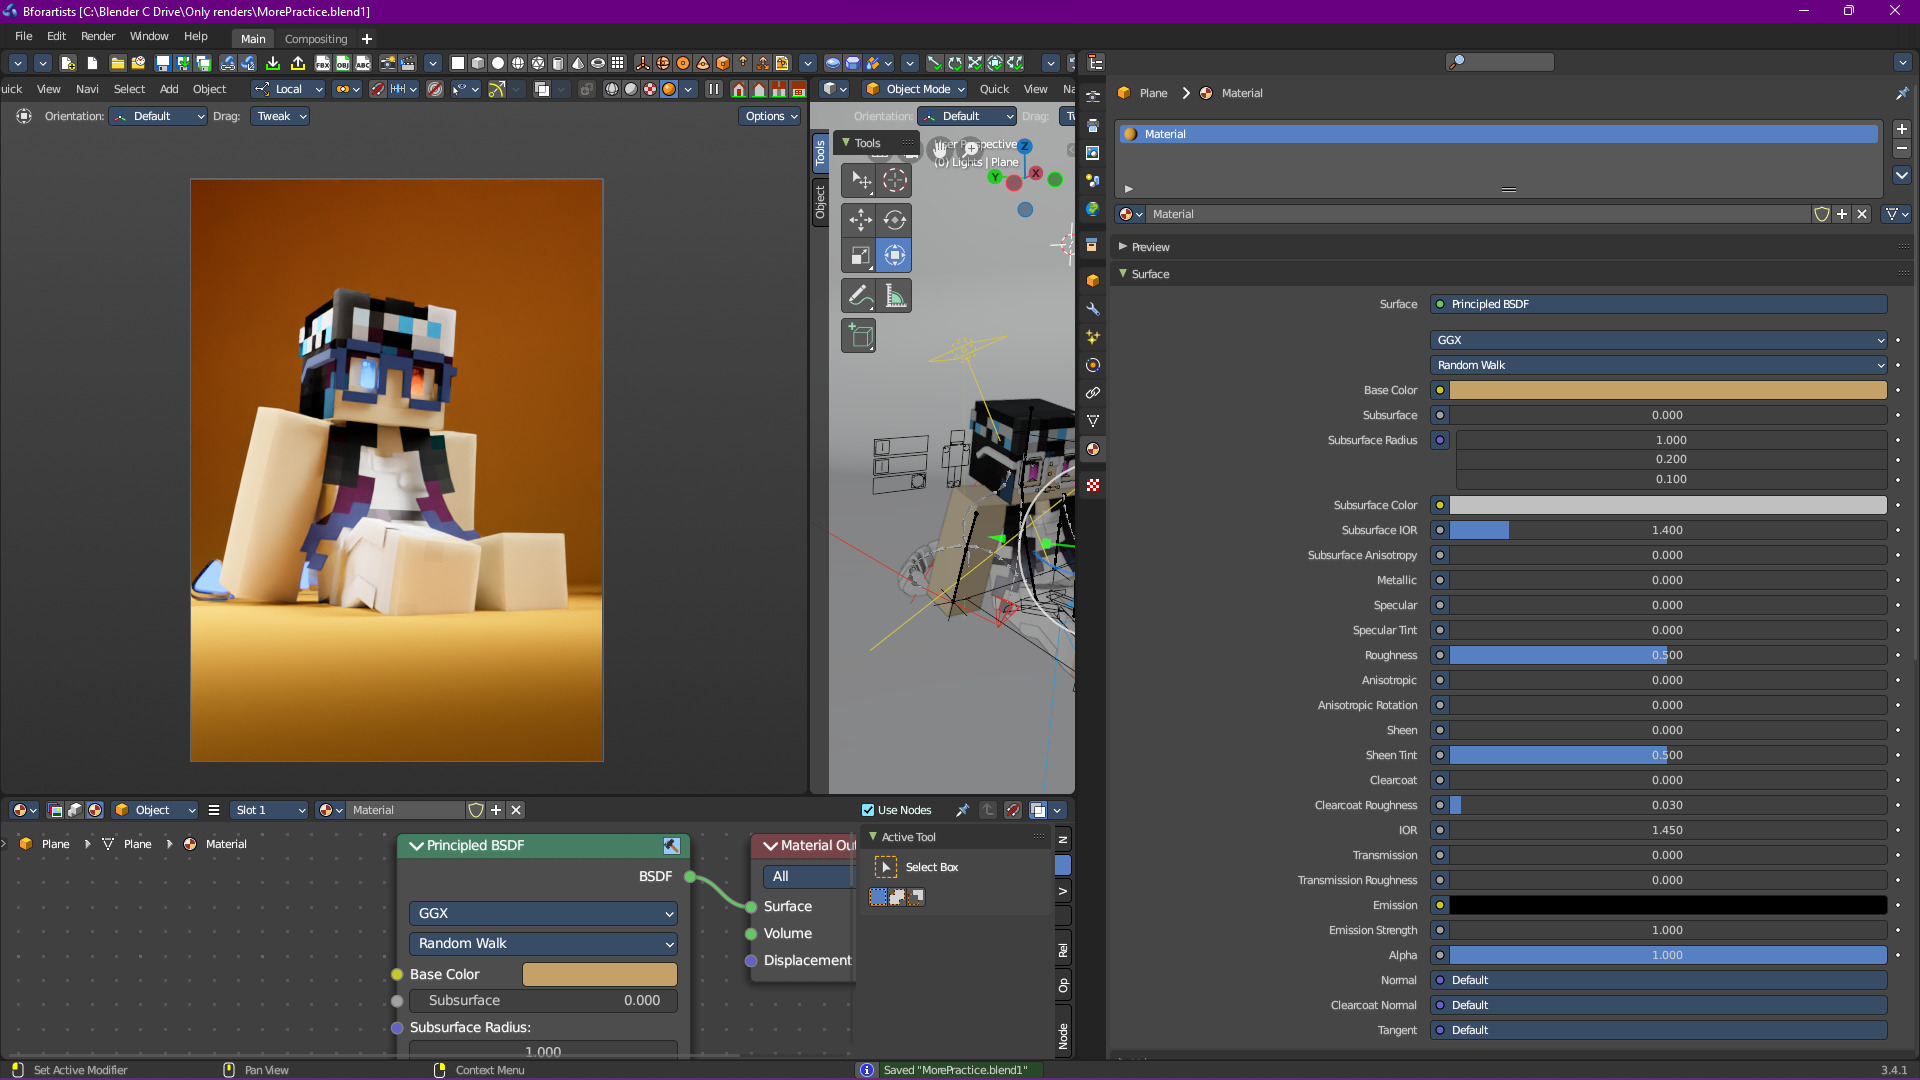 Bforartists [C:\Blender C Drive\Only renders\MorePractice.blend1]
File Edit Render Window Help Main Compositing
FBX OBJ ABC
uick View Navi Select Add Object Local
Object Mode Quick View Na
Orientation: Default Drag: Tweak Options
Orientation: Default Drag:
Tools
Tools
Object
User Perspective
(0) Lights | Plane
Z
Y
X
Plane Material
Material
Material
Preview
Surface
Surface Principled BSDF
GGX
Random Walk
Base Color
Subsurface 0.000
Subsurface Radius 1.000
0.200
0.100
Subsurface Color
Subsurface IOR 1.400
Subsurface Anisotropy 0.000
Metallic 0.000
Specular 0.000
Specular Tint 0.000
Roughness 0.500
Anisotropic 0.000
Anisotropic Rotation 0.000
Sheen 0.000
Sheen Tint 0.500
Clearcoat 0.000
Clearcoat Roughness 0.030
IOR 1.450
Transmission 0.000
Transmission Roughness 0.000
Emission
Emission Strength 1.000
Alpha 1.000
Normal Default
Clearcoat Normal Default
Tangent Default
Object Slot 1 Material Use Nodes
Plane Plane Material
Principled BSDF
BSDF
GGX
Random Walk
Base Color
Subsurface 0.000
Subsurface Radius:
1.000
Material Out
All
Surface
Volume
Displacement
Active Tool
Select Box
N
V
Rel
Op
Node
Set Active Modifier Pan View Context Menu Saved "MorePractice.blend1" 3.4.1